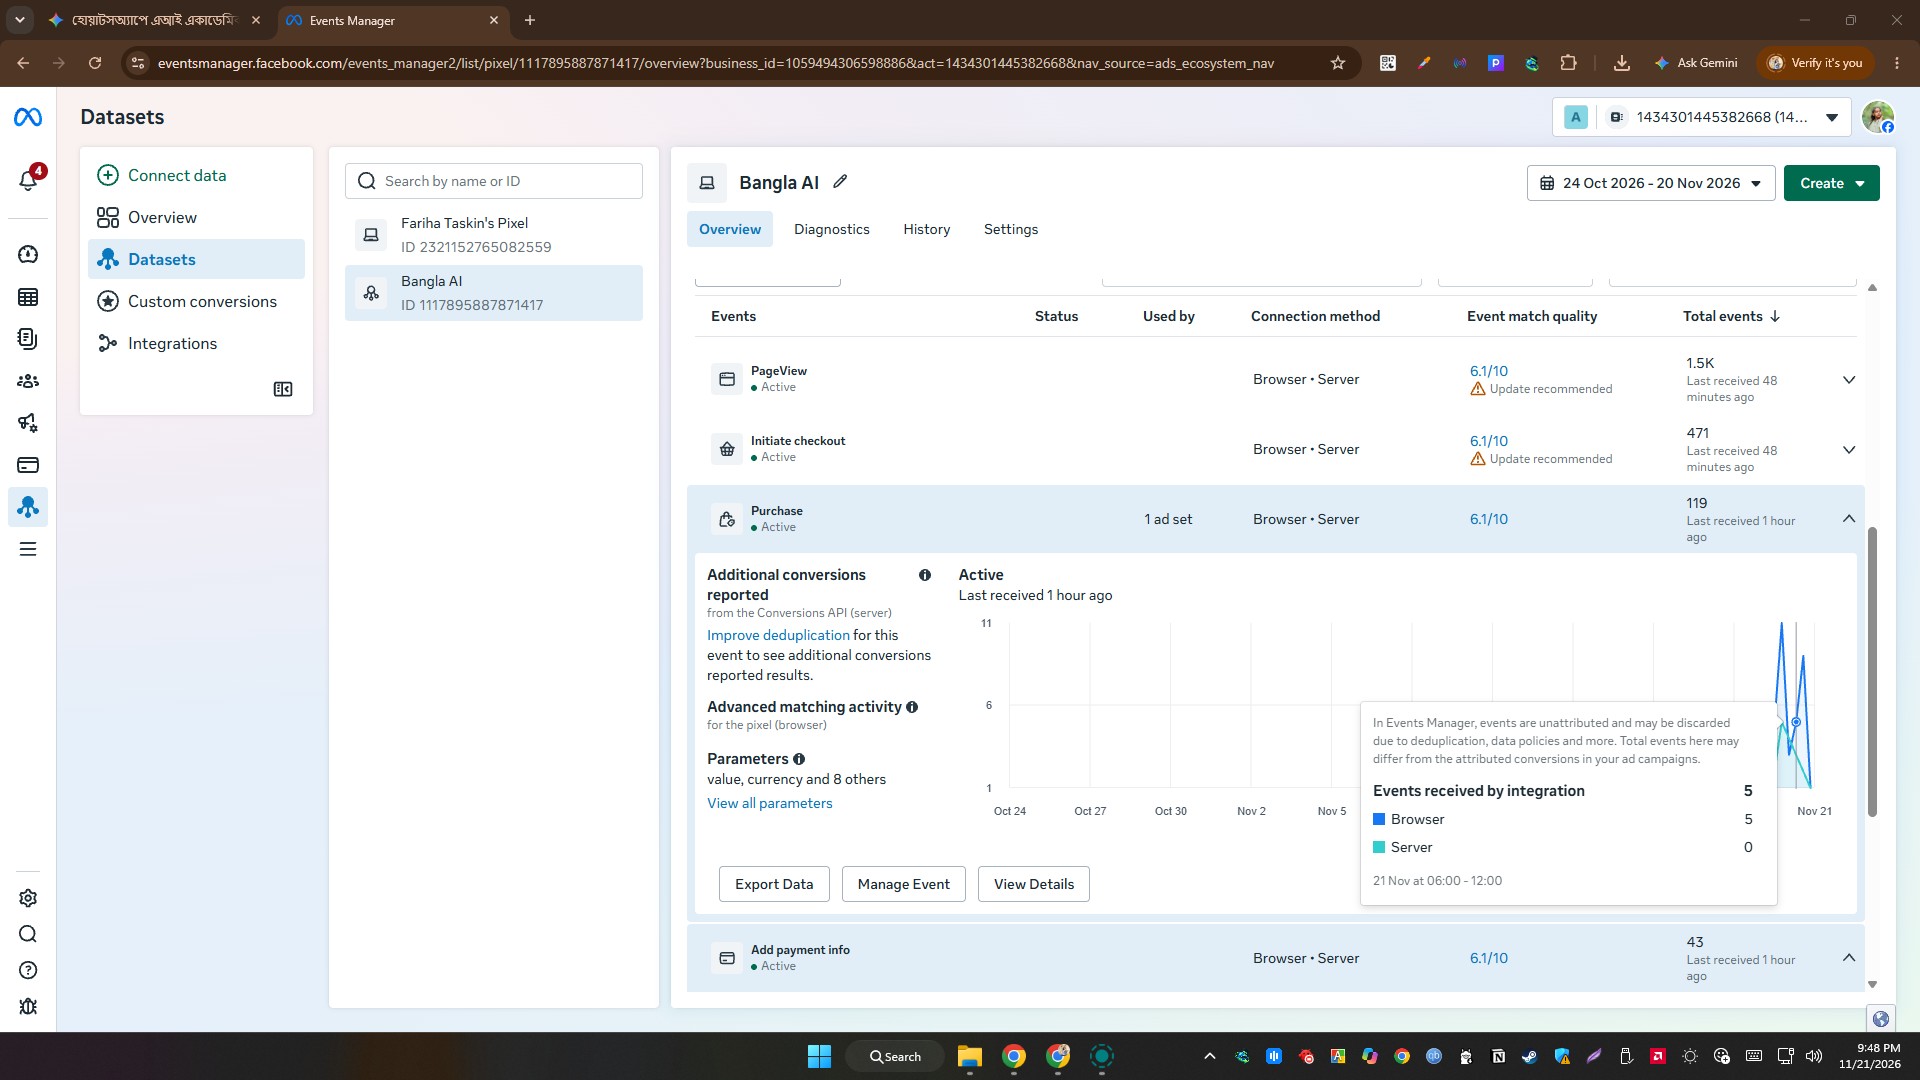 হোয়াটসঅ্যাপে এআই একাডেমি
Events Manager
eventsmanager.facebook.com/events_manager2/list/pixel/1117895887871417/overview?business_id=1059494306598886&act=1434301445382668&nav_source=ads_ecosystem_nav
Ask Gemini
Verify it's you
Datasets
A
1434301445382668 (14...
4
Connect data
Overview
Datasets
Custom conversions
Integrations
Search by name or ID
Fariha Taskin's Pixel
ID 2321152765082559
Bangla AI
ID 1117895887871417
Bangla AI
24 Oct 2026 - 20 Nov 2026
Create
Overview
Diagnostics
History
Settings
Events
Status
Used by
Connection method
Event match quality
Total events ↓
PageView
Active
Browser • Server
6.1/10
Update recommended
1.5K
Last received 48
minutes ago
Initiate checkout
Active
Browser • Server
6.1/10
Update recommended
471
Last received 48
minutes ago
Purchase
Active
1 ad set
Browser • Server
6.1/10
119
Last received 1 hour
ago
Additional conversions
reported
from the Conversions API (server)
Improve deduplication for this
event to see additional conversions
reported results.
Advanced matching activity
for the pixel (browser)
Parameters
value, currency and 8 others
View all parameters
Active
Last received 1 hour ago
11
6
1
Oct 24
Oct 27
Oct 30
Nov 2
Nov 5
Nov 21
In Events Manager, events are unattributed and may be discarded
due to deduplication, data policies and more. Total events here may
differ from the attributed conversions in your ad campaigns.
Events received by integration 5
Browser 5
Server 0
21 Nov at 06:00 - 12:00
Export Data
Manage Event
View Details
Add payment info
Active
Browser • Server
6.1/10
43
Last received 1 hour
ago
Search
9:48 PM
11/21/2026